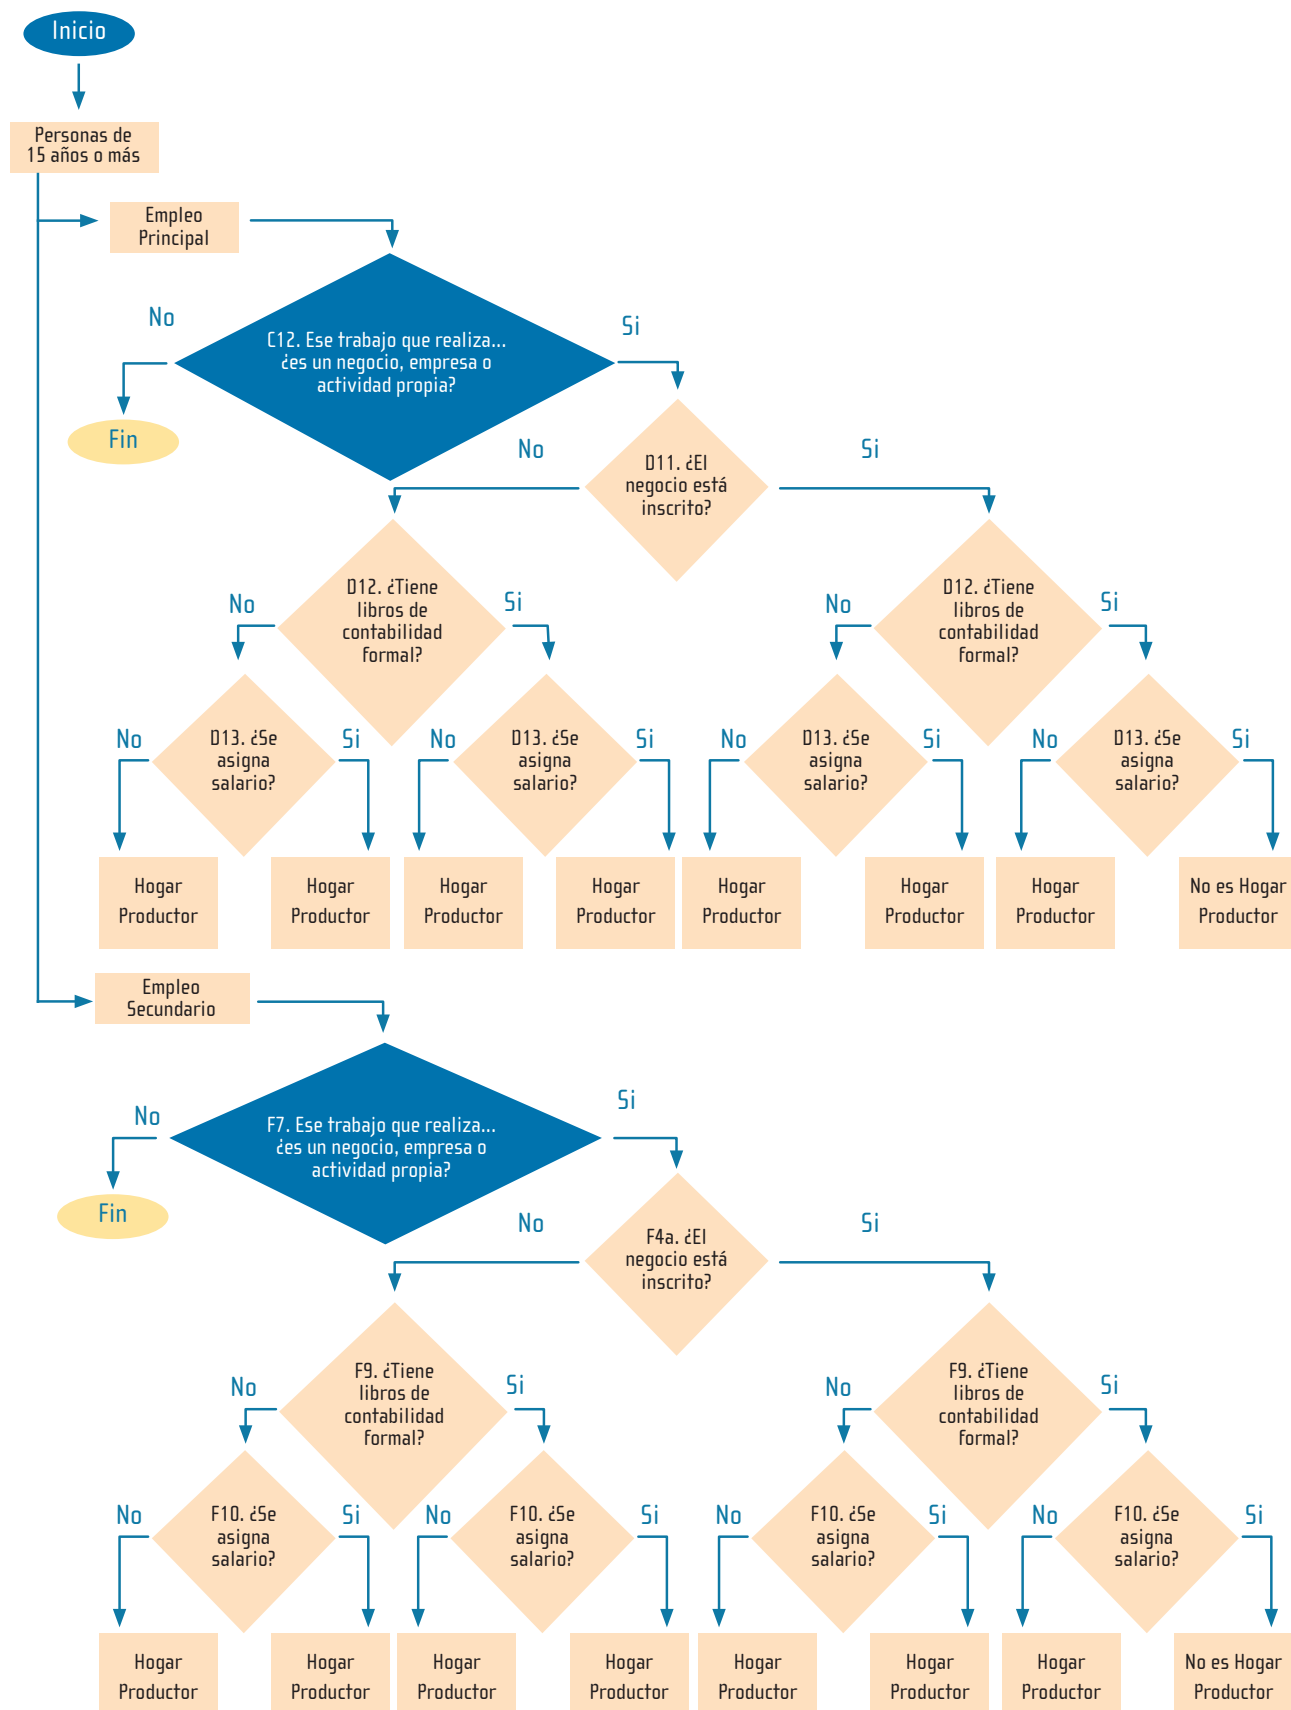 Inicio
Personas de
15 años o más
Empleo
Principal
No
Si
C12. Ese trabajo que realiza...
¿es un negocio, empresa o
actividad propia?
Fin
No
Si
D11. ¿El
negocio está
inscrito?
No
Si
D12. ¿Tiene
libros de
contabilidad
formal?
No
Si
D12. ¿Tiene
libros de
contabilidad
formal?
No
Si
D13. ¿Se
asigna
salario?
No
Si
D13. ¿Se
asigna
salario?
No
Si
D13. ¿Se
asigna
salario?
No
Si
D13. ¿Se
asigna
salario?
Hogar
Productor
Hogar
Productor
Hogar
Productor
Hogar
Productor
Hogar
Productor
Hogar
Productor
Hogar
Productor
No es Hogar
Productor
Empleo
Secundario
No
Si
F7. Ese trabajo que realiza...
¿es un negocio, empresa o
actividad propia?
Fin
No
Si
F4a. ¿El
negocio está
inscrito?
No
Si
F9. ¿Tiene
libros de
contabilidad
formal?
No
Si
F9. ¿Tiene
libros de
contabilidad
formal?
No
Si
F10. ¿Se
asigna
salario?
No
Si
F10. ¿Se
asigna
salario?
No
Si
F10. ¿Se
asigna
salario?
No
Si
F10. ¿Se
asigna
salario?
Hogar
Productor
Hogar
Productor
Hogar
Productor
Hogar
Productor
Hogar
Productor
Hogar
Productor
Hogar
Productor
No es Hogar
Productor